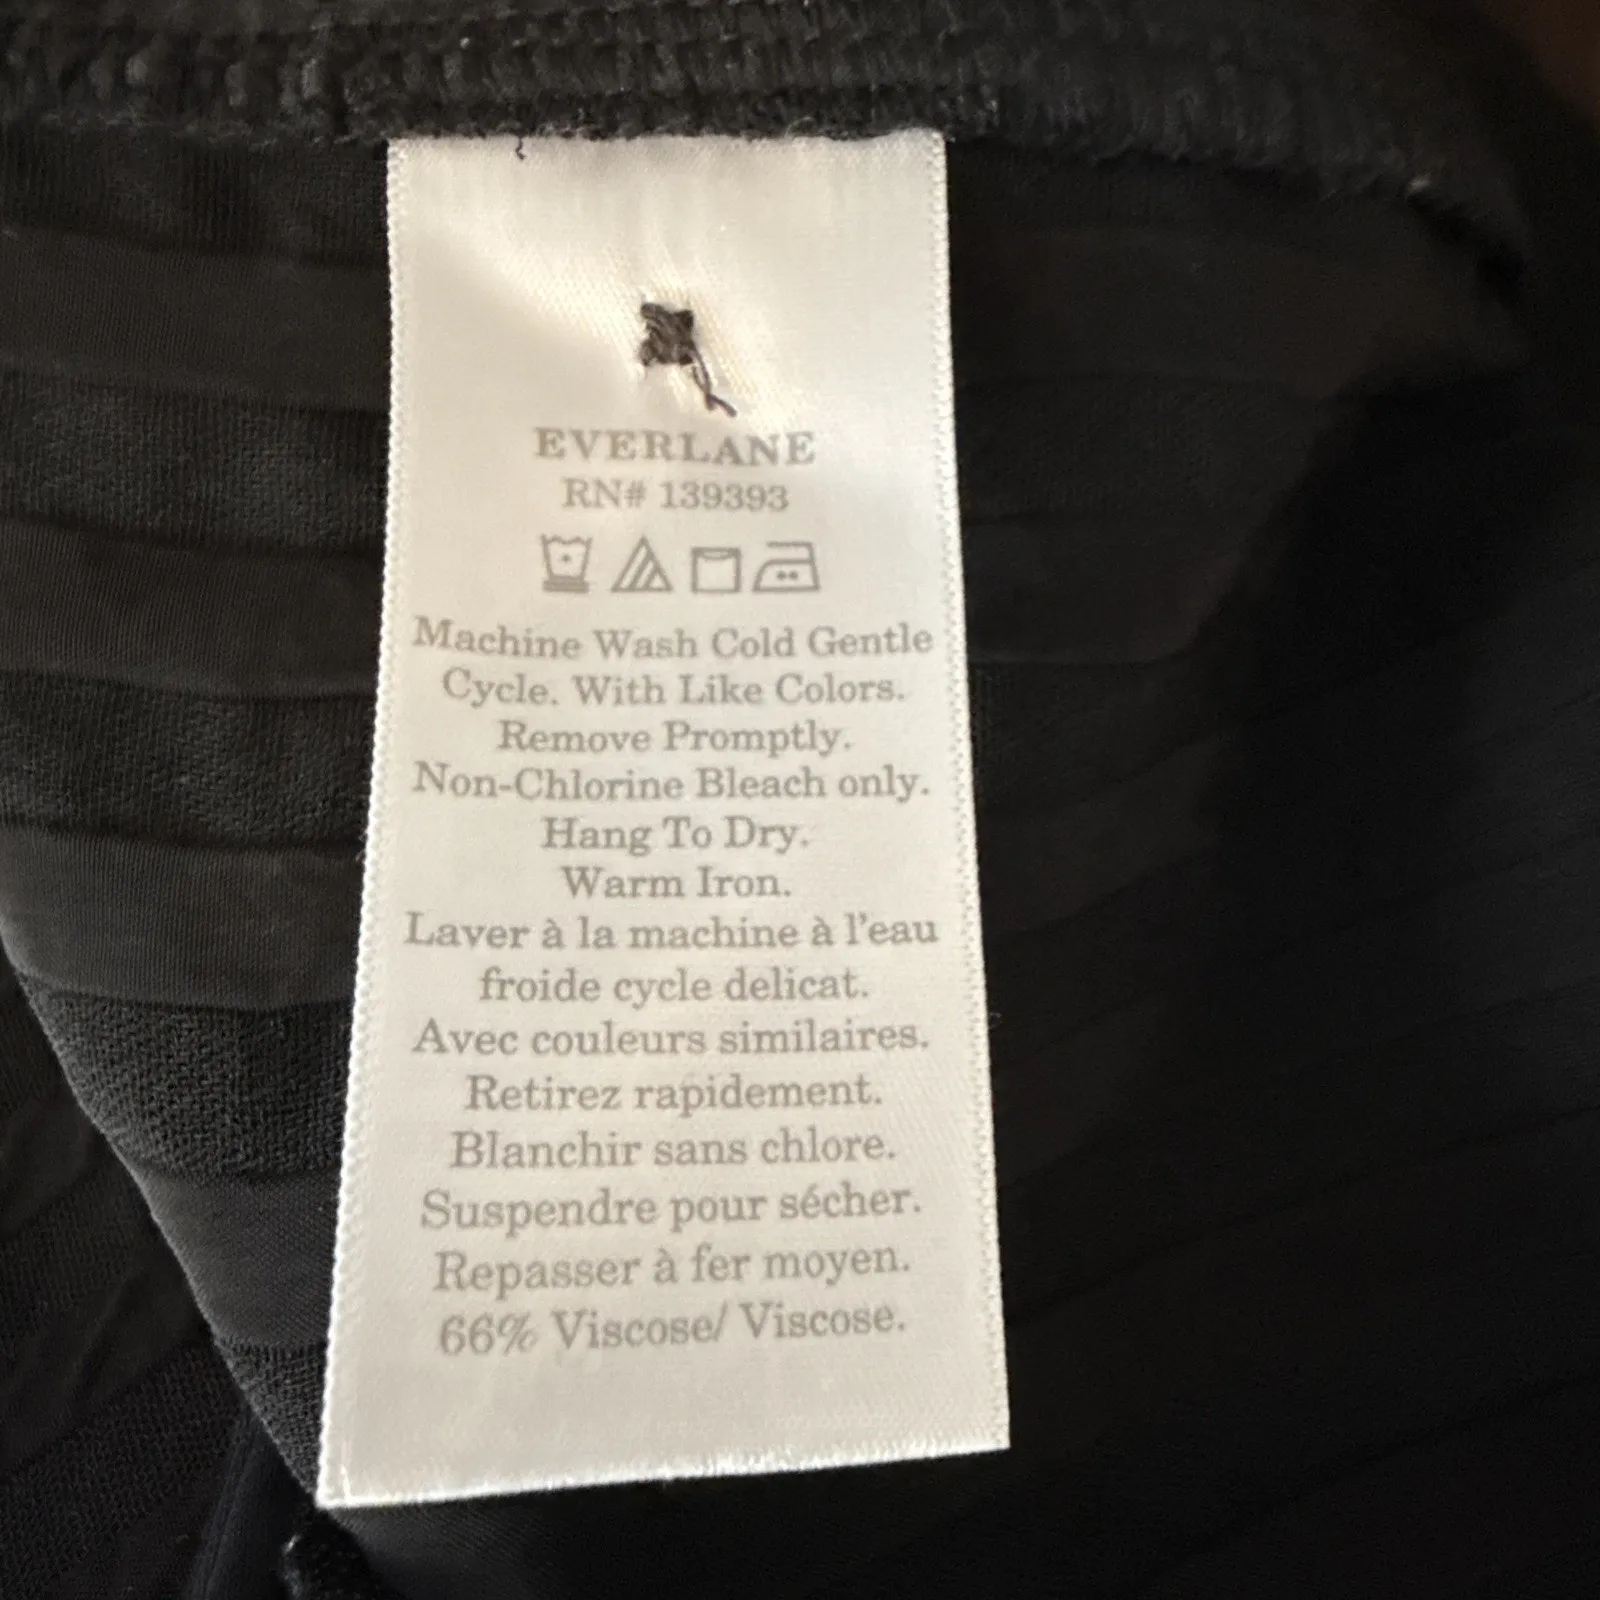 EVERLANE
RN# 139393
Machine Wash Cold Gentle
Cycle. With Like Colors.
Remove Promptly.
Non-Chlorine Bleach only.
Hang To Dry.
Warm Iron.
Laver à la machine à l'eau
froide cycle delicat.
Avec couleurs similaires.
Retirez rapidement.
Blanchir sans chlore.
Suspendre pour sécher.
Repasser à fer moyen.
66% Viscose/ Viscose.